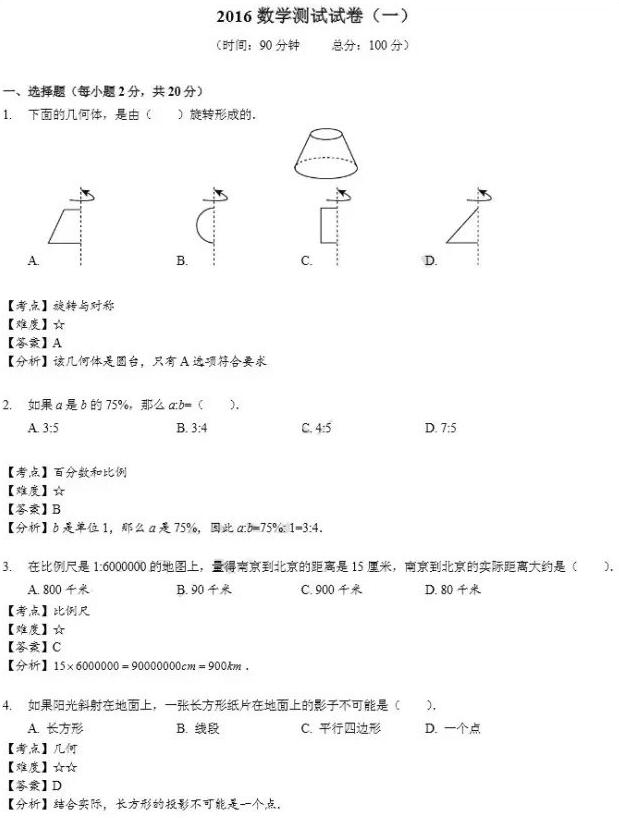 2016 数学测试试卷（一）
（时间：90 分钟 总分：100 分）
一、选择题（每小题 2 分，共 20 分）
1. 下面的几何体，是由（ ）旋转形成的．
A. B. C. D.
【考点】旋转与对称
【难度】☆
【答案】A
【分析】该几何体是圆台，只有 A 选项符合要求
2. 如果 a 是 b 的 75%，那么 a:b=（ ）．
A. 3:5 B. 3:4 C. 4:5 D. 7:5
【考点】百分数和比例
【难度】☆
【答案】B
【分析】b 是单位 1，那么 a 是 75%，因此 a:b=75%:1=3:4．
3. 在比例尺是 1:6000000 的地图上，量得南京到北京的距离是 15 厘米，南京到北京的实际距离大约是（ ）．
A. 800 千米 B. 90 千米 C. 900 千米 D. 80 千米
【考点】比例尺
【难度】☆
【答案】C
【分析】15×6000000＝90000000cm＝900km．
4. 如果阳光斜射在地面上，一张长方形纸片在地面上的影子不可能是（ ）．
A. 长方形 B. 线段 C. 平行四边形 D. 一个点
【考点】几何
【难度】☆☆
【答案】D
【分析】结合实际，长方形的投影不可能是一个点．